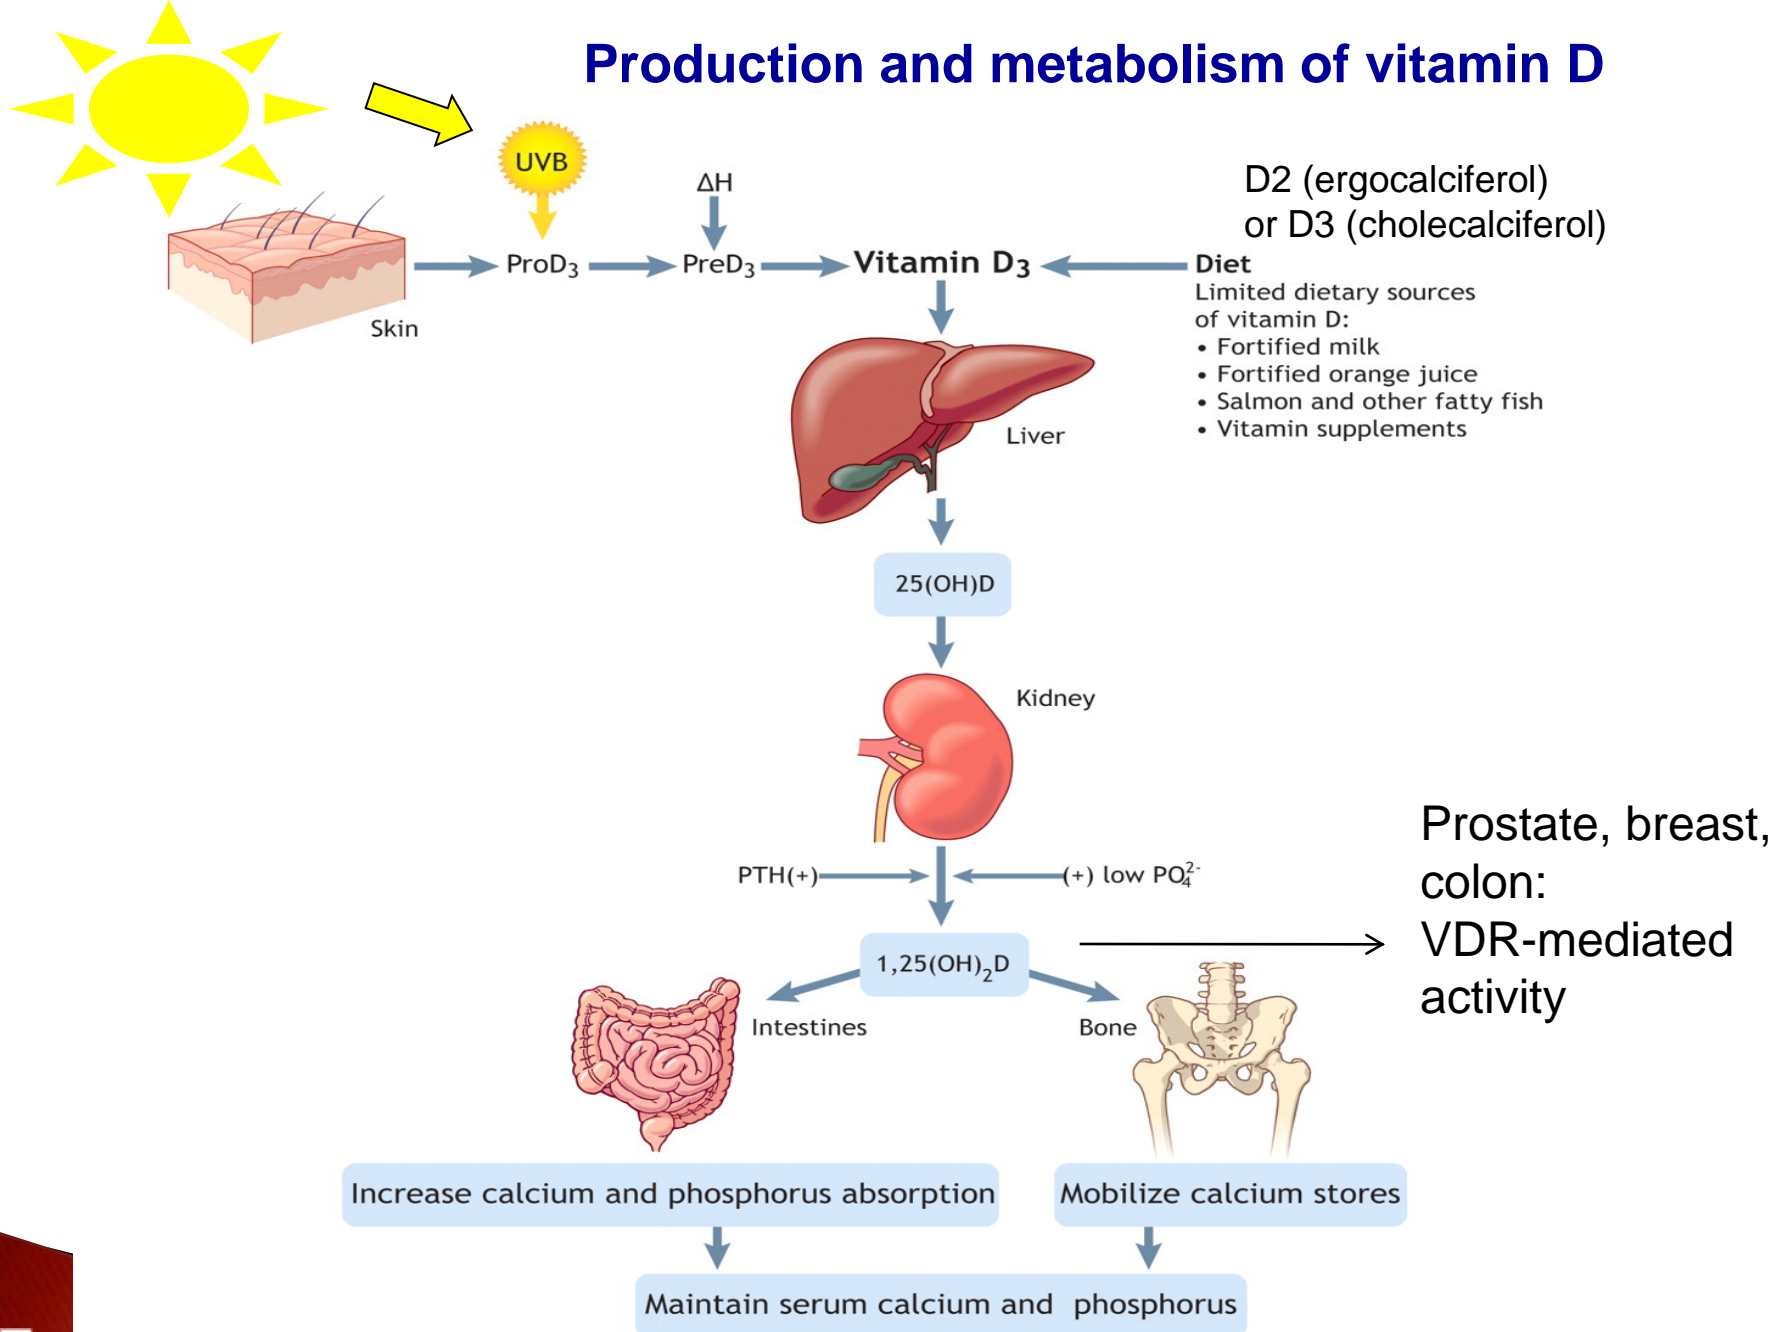 Production and metabolism of vitamin D
UVB
ΔH
D2 (ergocalciferol)
or D3 (cholecalciferol)
ProD₃
PreD₃
Vitamin D₃
Diet
Limited dietary sources
of vitamin D:
• Fortified milk
• Fortified orange juice
• Salmon and other fatty fish
• Vitamin supplements
Skin
Liver
25(OH)D
Kidney
PTH(+)
(+) low PO₄²⁻
Prostate, breast,
colon:
VDR-mediated
activity
1,25(OH)₂D
Intestines
Bone
Increase calcium and phosphorus absorption
Mobilize calcium stores
Maintain serum calcium and phosphorus